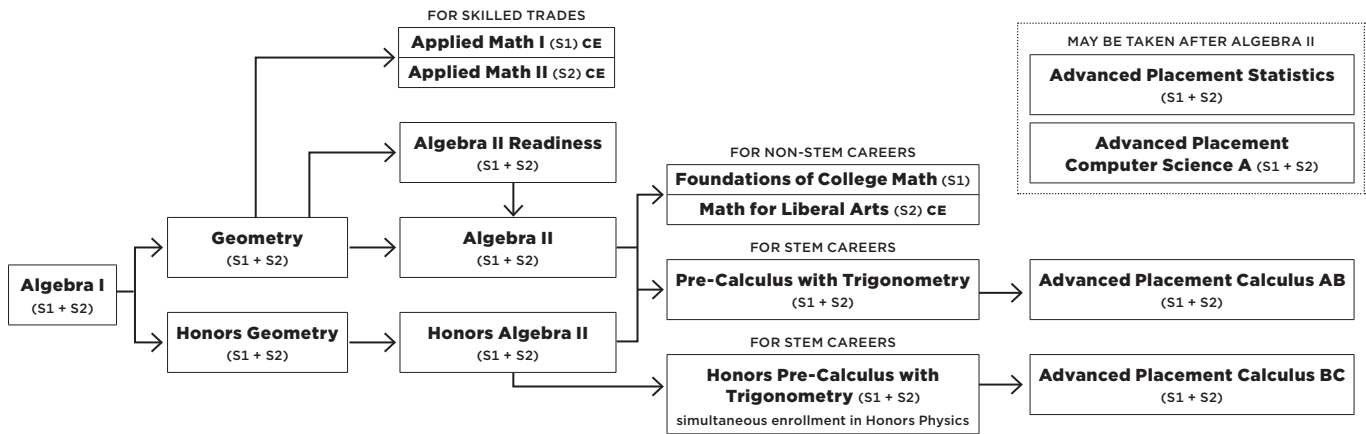 FOR SKILLED TRADES
Applied Math I (S1) CE
Applied Math II (S2) CE
MAY BE TAKEN AFTER ALGEBRA II
Advanced Placement Statistics
(S1 + S2)
Advanced Placement
Computer Science A (S1 + S2)
Algebra II Readiness
(S1 + S2)
FOR NON-STEM CAREERS
Foundations of College Math (S1)
Math for Liberal Arts (S2) CE
Geometry
(S1 + S2)
Algebra II
(S1 + S2)
FOR STEM CAREERS
Pre-Calculus with Trigonometry
(S1 + S2)
Advanced Placement Calculus AB
(S1 + S2)
Algebra I
(S1 + S2)
Honors Geometry
(S1 + S2)
Honors Algebra II
(S1 + S2)
FOR STEM CAREERS
Honors Pre-Calculus with
Trigonometry (S1 + S2)
simultaneous enrollment in Honors Physics
Advanced Placement Calculus BC
(S1 + S2)